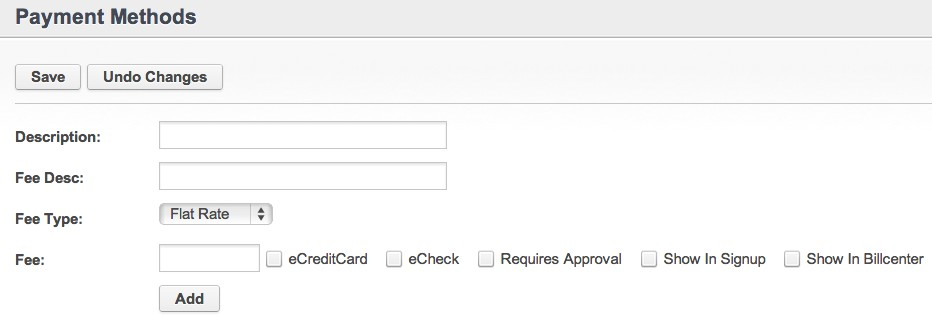 Payment Methods
Save Undo Changes
Description:
Fee Desc:
Fee Type: Flat Rate
Fee: eCreditCard eCheck Requires Approval Show In Signup Show In Billcenter
Add